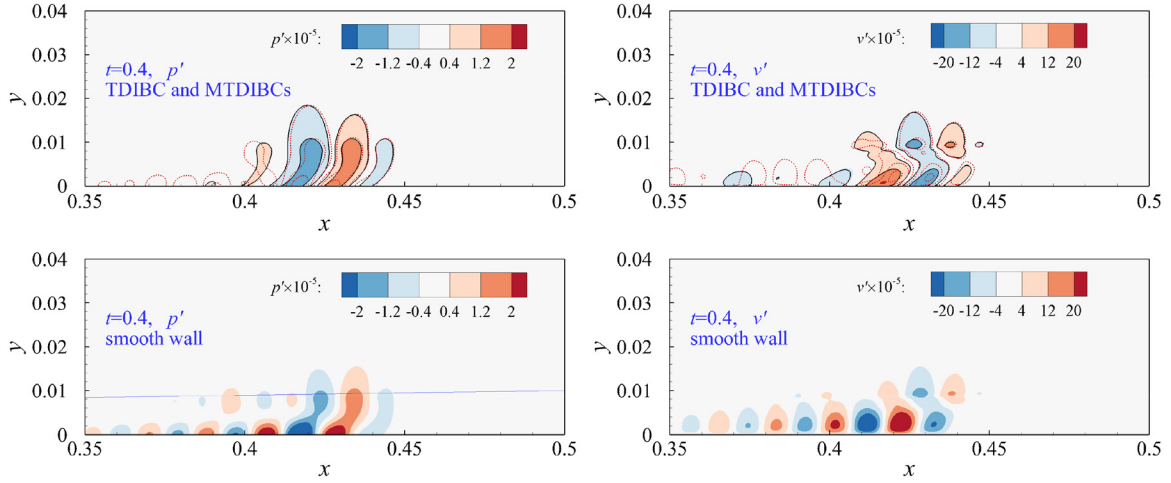 0.04
p′×10⁻⁵:
-2 -1.2 -0.4 0.4 1.2 2
0.03
t=0.4, p′
TDIBC and MTDIBCs
y
0.02
0.01
0
0.35 0.4 0.45 0.5
x
0.04
v′×10⁻⁵:
-20 -12 -4 4 12 20
0.03
t=0.4, v′
TDIBC and MTDIBCs
y
0.02
0.01
0
0.35 0.4 0.45 0.5
x
0.04
p′×10⁻⁵:
-2 -1.2 -0.4 0.4 1.2 2
0.03
t=0.4, p′
smooth wall
y
0.02
0.01
0
0.35 0.4 0.45 0.5
x
0.04
v′×10⁻⁵:
-20 -12 -4 4 12 20
0.03
t=0.4, v′
smooth wall
y
0.02
0.01
0
0.35 0.4 0.45 0.5
x